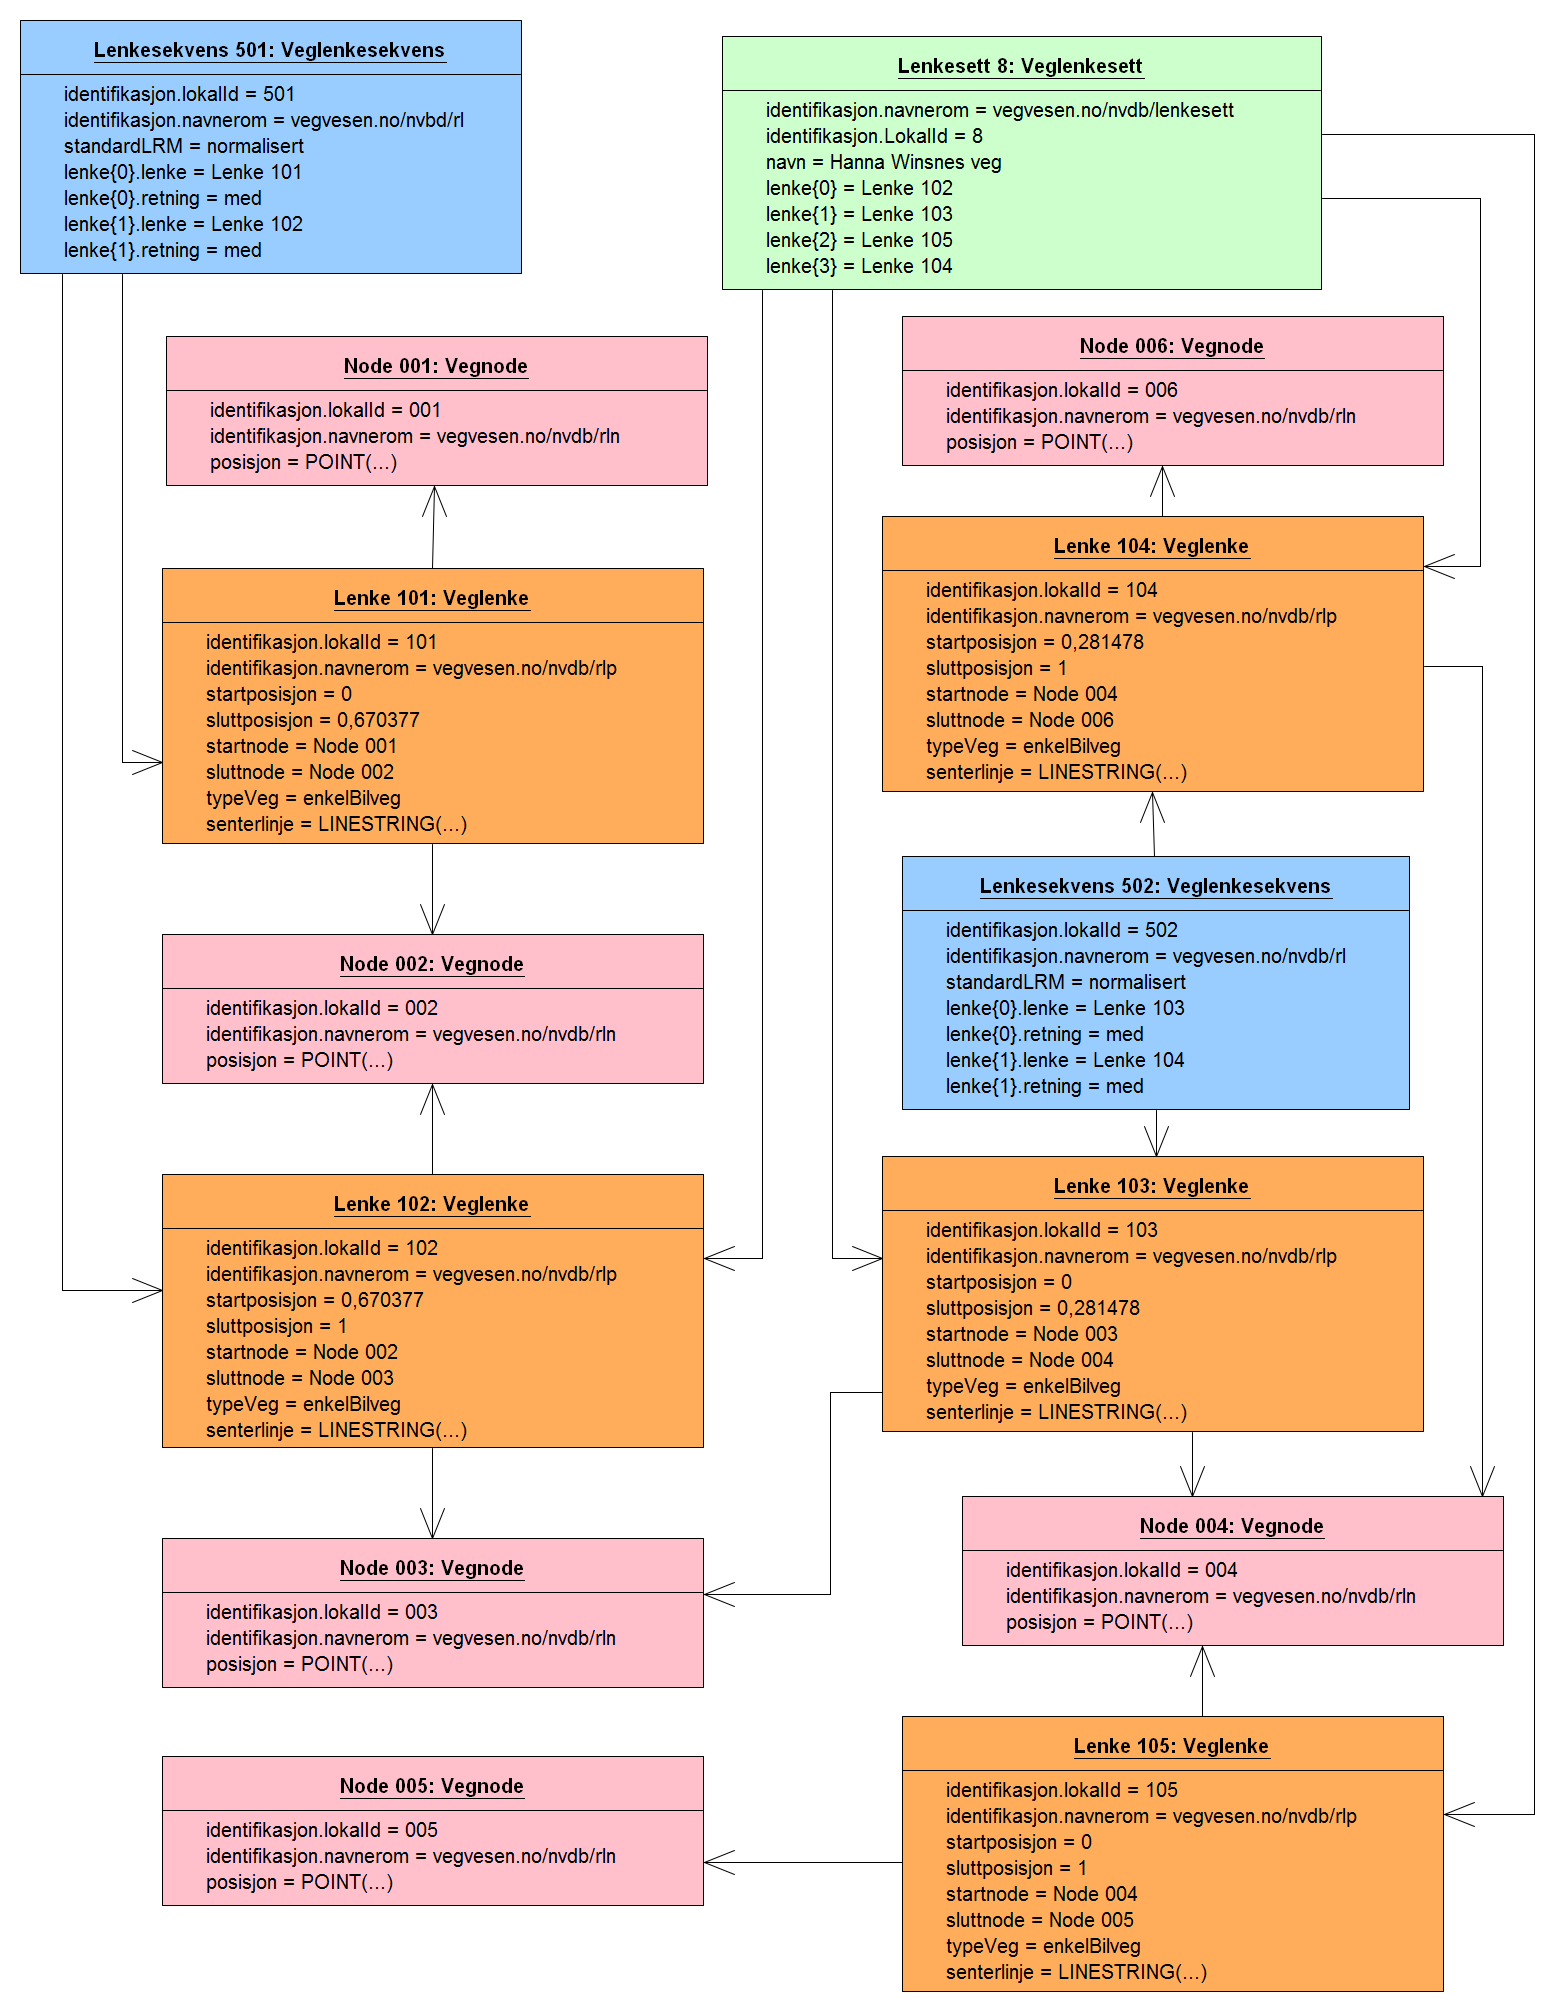 Lenkesekvens 501: Veglenkesekvens
identifikasjon.lokalId = 501
identifikasjon.navnerom = vegvesen.no/nvbd/rl
standardLRM = normalisert
lenke{0}.lenke = Lenke 101
lenke{0}.retning = med
lenke{1}.lenke = Lenke 102
lenke{1}.retning = med
Lenkesett 8: Veglenkesett
identifikasjon.navnerom = vegvesen.no/nvdb/lenkesett
identifikasjon.LokalId = 8
navn = Hanna Winsnes veg
lenke{0} = Lenke 102
lenke{1} = Lenke 103
lenke{2} = Lenke 105
lenke{3} = Lenke 104
Node 001: Vegnode
identifikasjon.lokalId = 001
identifikasjon.navnerom = vegvesen.no/nvdb/rln
posisjon = POINT(...)
Node 006: Vegnode
identifikasjon.lokalId = 006
identifikasjon.navnerom = vegvesen.no/nvdb/rln
posisjon = POINT(...)
Lenke 101: Veglenke
identifikasjon.lokalId = 101
identifikasjon.navnerom = vegvesen.no/nvdb/rlp
startposisjon = 0
sluttposisjon = 0,670377
startnode = Node 001
sluttnode = Node 002
typeVeg = enkelBilveg
senterlinje = LINESTRING(...)
Lenke 104: Veglenke
identifikasjon.lokalId = 104
identifikasjon.navnerom = vegvesen.no/nvdb/rlp
startposisjon = 0,281478
sluttposisjon = 1
startnode = Node 004
sluttnode = Node 006
typeVeg = enkelBilveg
senterlinje = LINESTRING(...)
Node 002: Vegnode
identifikasjon.lokalId = 002
identifikasjon.navnerom = vegvesen.no/nvdb/rln
posisjon = POINT(...)
Lenkesekvens 502: Veglenkesekvens
identifikasjon.lokalId = 502
identifikasjon.navnerom = vegvesen.no/nvdb/rl
standardLRM = normalisert
lenke{0}.lenke = Lenke 103
lenke{0}.retning = med
lenke{1}.lenke = Lenke 104
lenke{1}.retning = med
Lenke 102: Veglenke
identifikasjon.lokalId = 102
identifikasjon.navnerom = vegvesen.no/nvdb/rlp
startposisjon = 0,670377
sluttposisjon = 1
startnode = Node 002
sluttnode = Node 003
typeVeg = enkelBilveg
senterlinje = LINESTRING(...)
Lenke 103: Veglenke
identifikasjon.lokalId = 103
identifikasjon.navnerom = vegvesen.no/nvdb/rlp
startposisjon = 0
sluttposisjon = 0,281478
startnode = Node 003
sluttnode = Node 004
typeVeg = enkelBilveg
senterlinje = LINESTRING(...)
Node 003: Vegnode
identifikasjon.lokalId = 003
identifikasjon.navnerom = vegvesen.no/nvdb/rln
posisjon = POINT(...)
Node 004: Vegnode
identifikasjon.lokalId = 004
identifikasjon.navnerom = vegvesen.no/nvdb/rln
posisjon = POINT(...)
Node 005: Vegnode
identifikasjon.lokalId = 005
identifikasjon.navnerom = vegvesen.no/nvdb/rln
posisjon = POINT(...)
Lenke 105: Veglenke
identifikasjon.lokalId = 105
identifikasjon.navnerom = vegvesen.no/nvdb/rlp
startposisjon = 0
sluttposisjon = 1
startnode = Node 004
sluttnode = Node 005
typeVeg = enkelBilveg
senterlinje = LINESTRING(...)